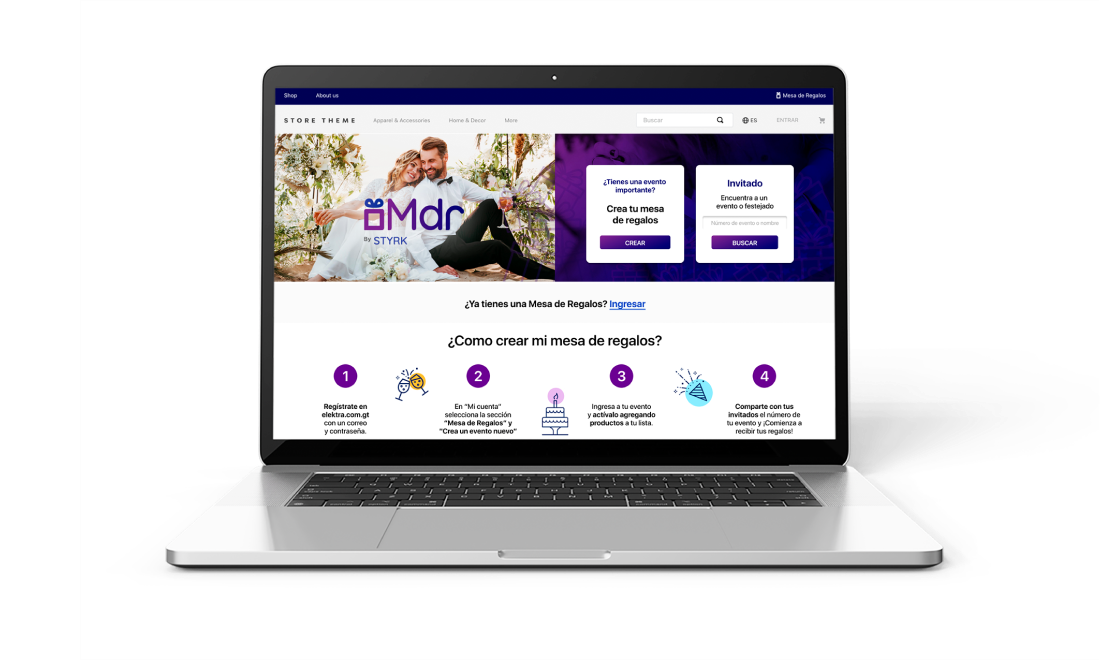 Shop
About us
Mesa de Regalos
STORE THEME
Apparel & Accessories
Home & Decor
More
Buscar
ES
ENTRAR
Mdr
By STYRK
¿Tienes una evento
importante?
Crea tu mesa
de regalos
CREAR
Invitado
Encuentra a un
evento o festejado
Número de evento o nombre
BUSCAR
¿Ya tienes una Mesa de Regalos? Ingresar
¿Como crear mi mesa de regalos?
1
Regístrate en
elektra.com.gt
con un correo
y contraseña.
2
En "Mi cuenta"
selecciona la sección
"Mesa de Regalos" y
"Crea un evento nuevo"
3
Ingresa a tu evento
y actívalo agregando
productos a tu lista.
4
Comparte con tus
invitados el número de
tu evento y ¡Comienza a
recibir tus regalos!